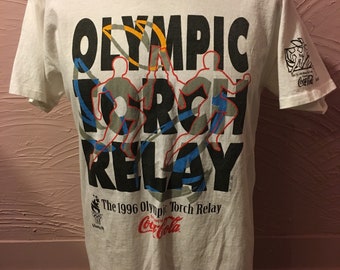 OLYMPIC
TORCH
RELAY
The 1996 Olympic Torch Relay
Coca-Cola
Coca-Cola